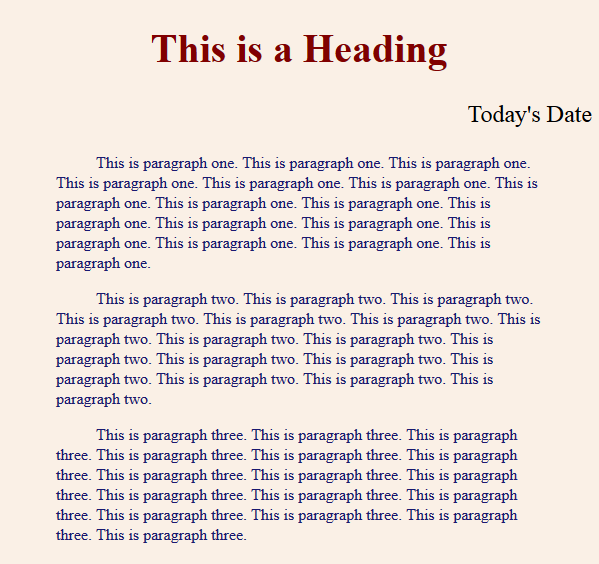 This is a Heading
Today's Date
This is paragraph one. This is paragraph one. This is paragraph one.
This is paragraph one. This is paragraph one. This is paragraph one. This is
paragraph one. This is paragraph one. This is paragraph one. This is
paragraph one. This is paragraph one. This is paragraph one. This is
paragraph one. This is paragraph one. This is paragraph one. This is
paragraph one.
This is paragraph two. This is paragraph two. This is paragraph two.
This is paragraph two. This is paragraph two. This is paragraph two. This is
paragraph two. This is paragraph two. This is paragraph two. This is
paragraph two. This is paragraph two. This is paragraph two. This is
paragraph two. This is paragraph two. This is paragraph two. This is
paragraph two.
This is paragraph three. This is paragraph three. This is paragraph
three. This is paragraph three. This is paragraph three. This is paragraph
three. This is paragraph three. This is paragraph three. This is paragraph
three. This is paragraph three. This is paragraph three. This is paragraph
three. This is paragraph three. This is paragraph three. This is paragraph
three. This is paragraph three.